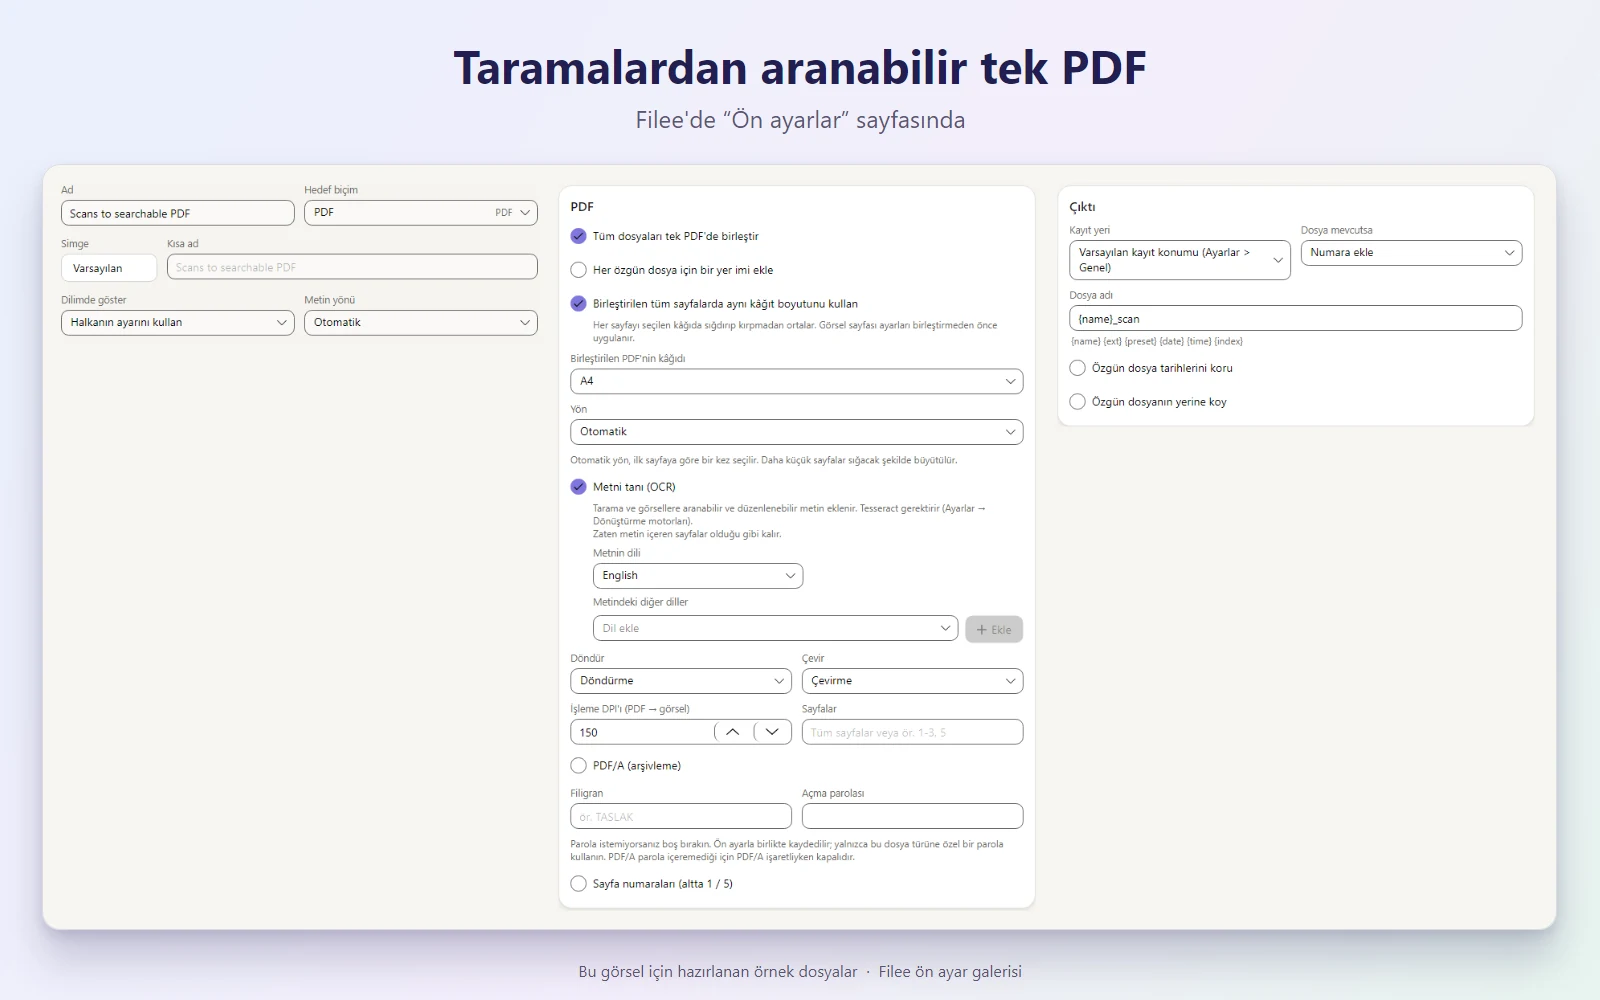 Taramalardan aranabilir tek PDF
Filee'de “Ön ayarlar” sayfasında
Ad
Scans to searchable PDF
Hedef biçim
PDF PDF
Simge
Varsayılan
Kısa ad
Scans to searchable PDF
Dilimde göster
Halkanın ayarını kullan
Metin yönü
Otomatik
PDF
Tüm dosyaları tek PDF'de birleştir
Her özgün dosya için bir yer imi ekle
Birleştirilen tüm sayfalarda aynı kâğıt boyutunu kullan
Her sayfayı seçilen kâğıda sığdırıp kırpmadan ortalar. Görsel sayfası ayarları birleştirmeden önce
uygulanır.
Birleştirilen PDF'nin kâğıdı
A4
Yön
Otomatik
Otomatik yön, ilk sayfaya göre bir kez seçilir. Daha küçük sayfalar sığacak şekilde büyütülür.
Metni tanı (OCR)
Tarama ve görsellere aranabilir ve düzenlenebilir metin eklenir. Tesseract gerektirir (Ayarlar →
Dönüştürme motorları).
Zaten metin içeren sayfalar olduğu gibi kalır.
Metnin dili
English
Metindeki diğer diller
Dil ekle
+ Ekle
Döndür
Döndürme
Çevir
Çevirme
İşleme DPI'ı (PDF → görsel)
150
Sayfalar
Tüm sayfalar veya ör. 1-3, 5
PDF/A (arşivleme)
Filigran
ör. TASLAK
Açma parolası
Parola istemiyorsanız boş bırakın. Ön ayarla birlikte kaydedilir; yalnızca bu dosya türüne özel bir parola
kullanın. PDF/A parola içeremediği için PDF/A işaretliyken kapalıdır.
Sayfa numaraları (altta 1 / 5)
Çıktı
Kayıt yeri
Varsayılan kayıt konumu (Ayarlar >
Genel)
Dosya mevcutsa
Numara ekle
Dosya adı
{name}_scan
{name} {ext} {preset} {date} {time} {index}
Özgün dosya tarihlerini koru
Özgün dosyanın yerine koy
Bu görsel için hazırlanan örnek dosyalar · Filee ön ayar galerisi